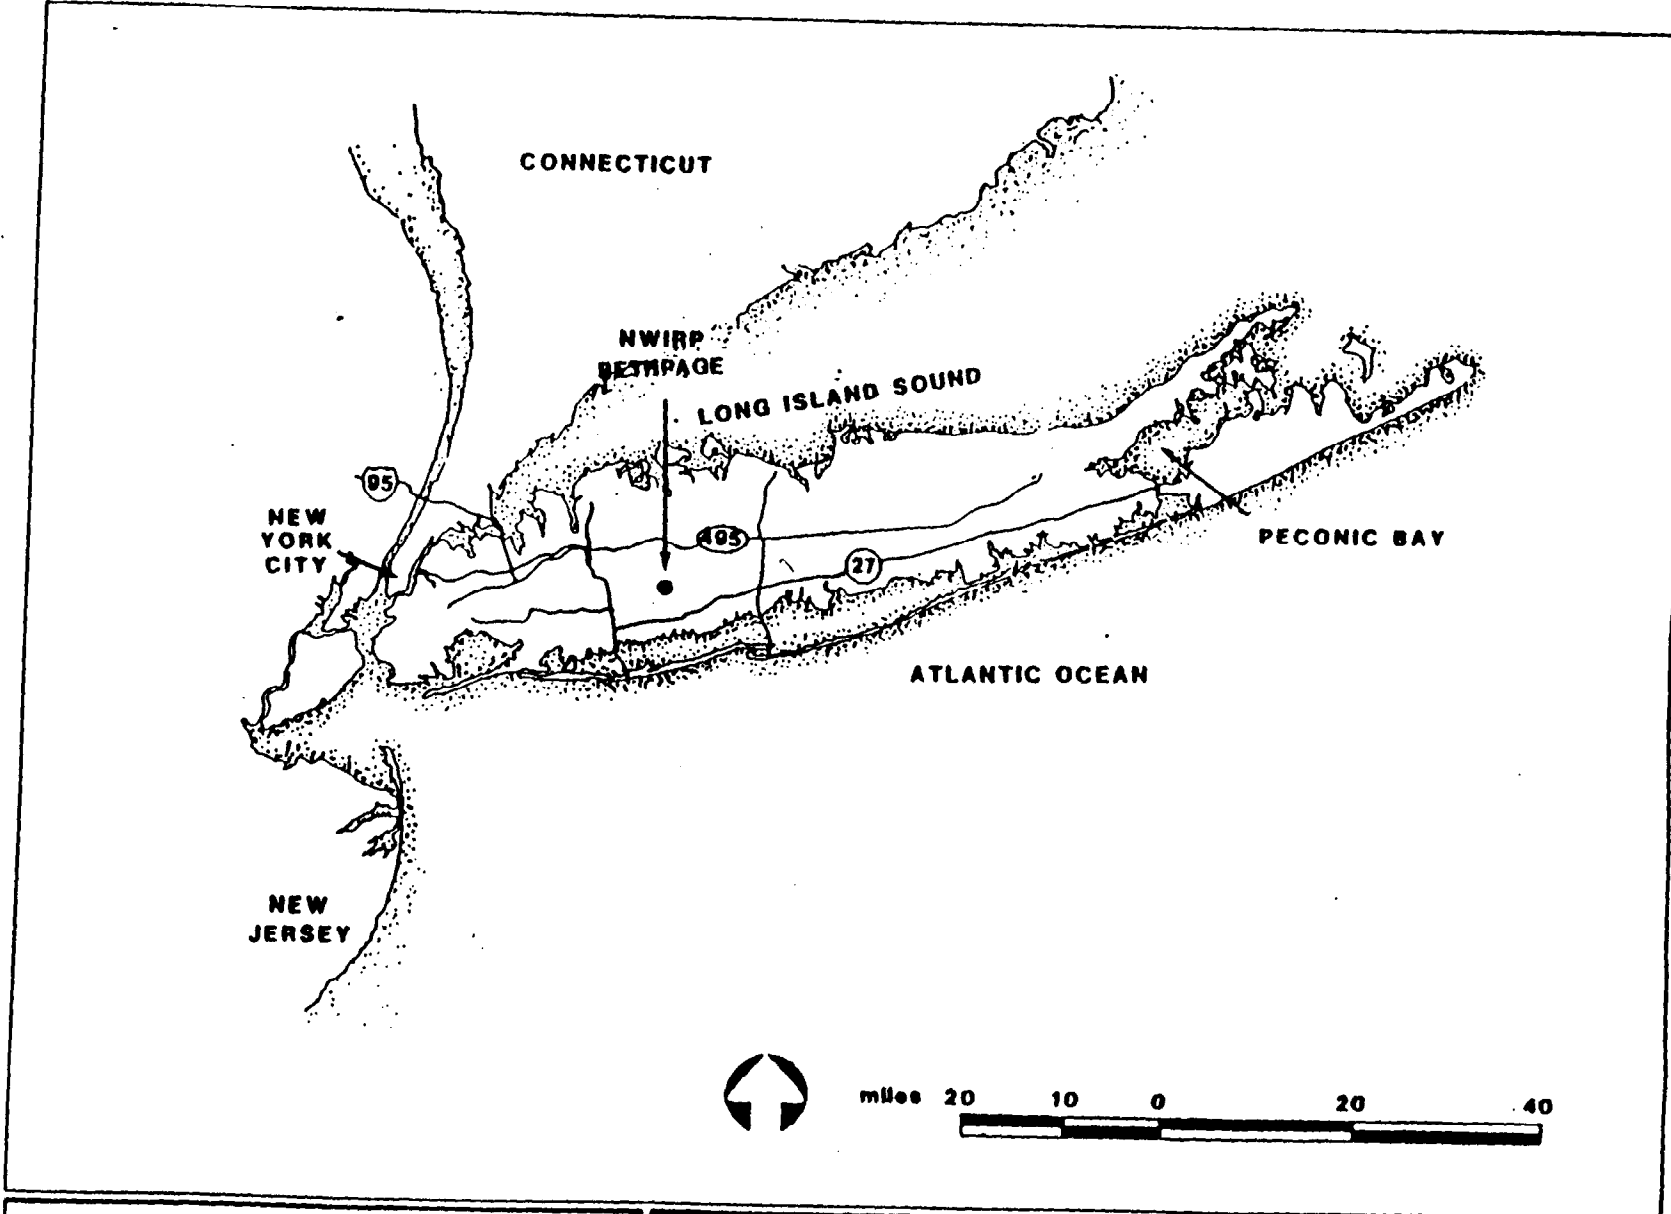 CONNECTICUT
NWIRP
BETHPAGE
LONG ISLAND SOUND
95
NEW
YORK
CITY
495
27
PECONIC BAY
ATLANTIC OCEAN
NEW
JERSEY
miles 20 10 0 20 40